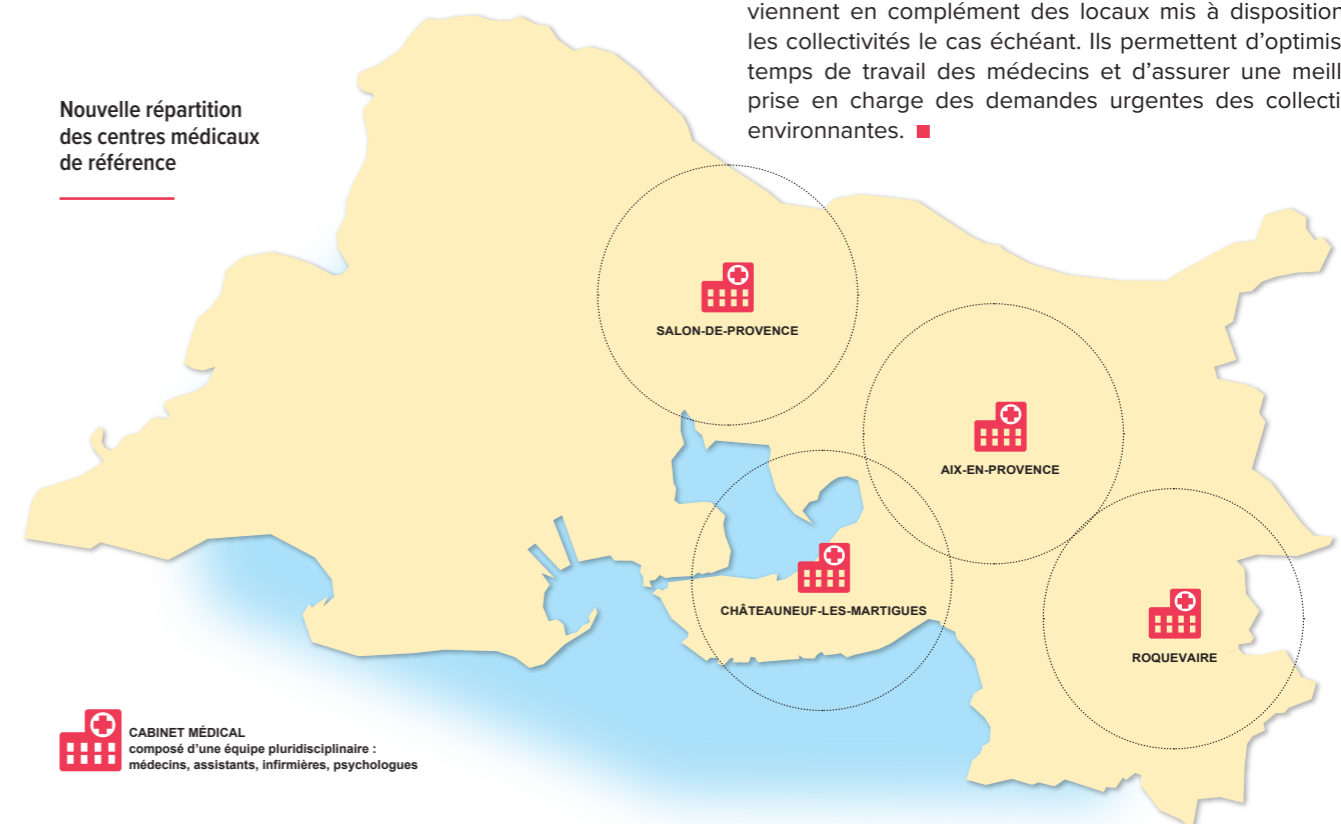 viennent en complément des locaux mis à disposition
les collectivités le cas échéant. Ils permettent d’optimis
temps de travail des médecins et d’assurer une meill
prise en charge des demandes urgentes des collecti
environnantes.
Nouvelle répartition
des centres médicaux
de référence
SALON-DE-PROVENCE
AIX-EN-PROVENCE
CHÂTEAUNEUF-LES-MARTIGUES
ROQUEVAIRE
CABINET MÉDICAL
composé d’une équipe pluridisciplinaire :
médecins, assistants, infirmières, psychologues